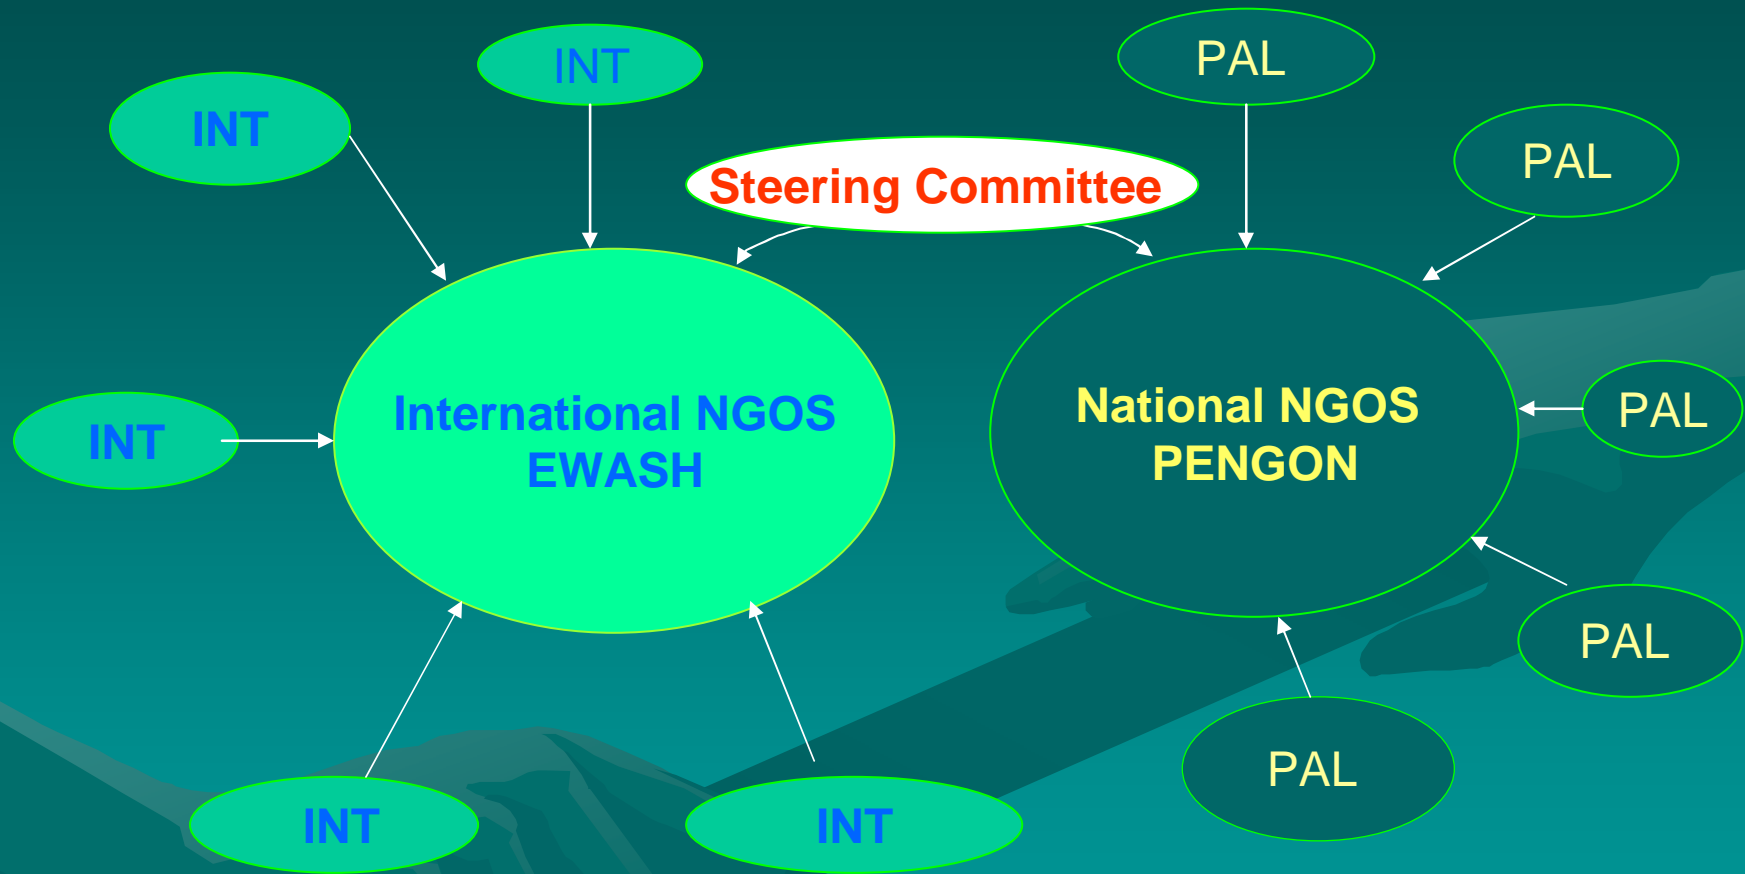 INT
PAL
INT
PAL
Steering Committee
International NGOS
EWASH
National NGOS
PENGON
PAL
INT
PAL
PAL
INT
INT